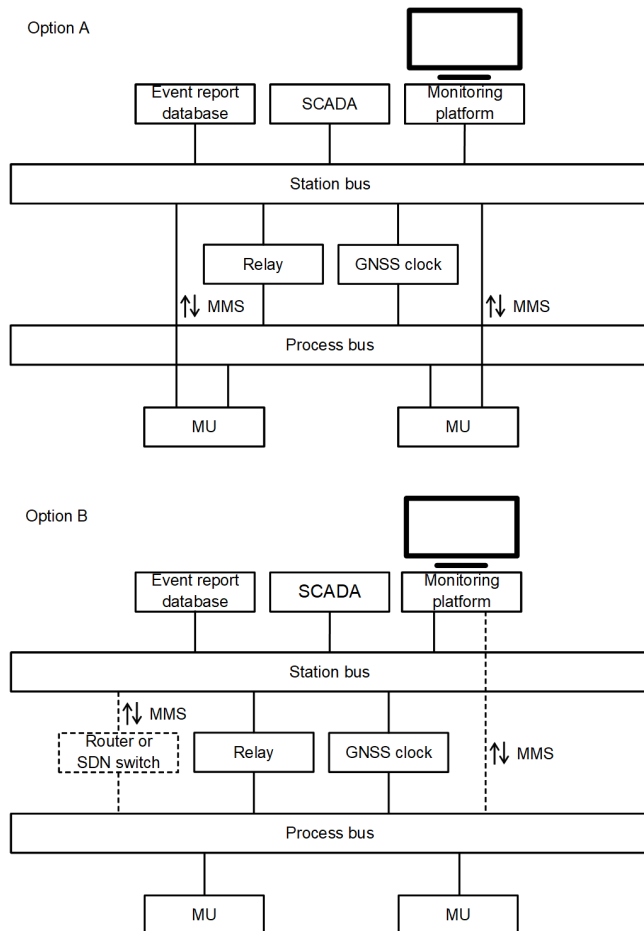 Option A
Event report
database
SCADA
Monitoring
platform
Station bus
Relay
GNSS clock
MMS
MMS
Process bus
MU
MU
Option B
Event report
database
SCADA
Monitoring
platform
Station bus
MMS
Router or
SDN switch
Relay
GNSS clock
MMS
Process bus
MU
MU